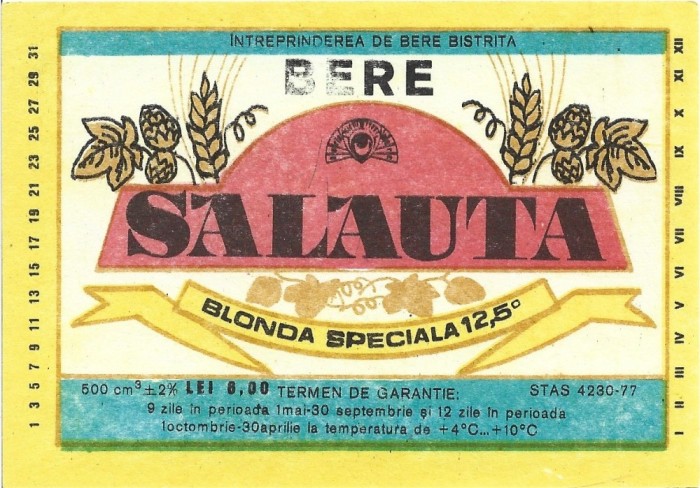 INTREPRINDEREA DE BERE BISTRITA
BERE
SALAUTA
BLONDA SPECIALA 12,5°
500 cm³ ±2% LEI 6,00 TERMEN DE GARANTIE: STAS 4230-77
9 zile în perioada 1mai-30 septembrie și 12 zile în perioada
1octombrie-30aprilie la temperatura de +4°C...+10°C
1 3 5 7 9 11 13 15 17 19 21 23 25 27 29 31
I II III IV V VI VII VIII IX X XI XII